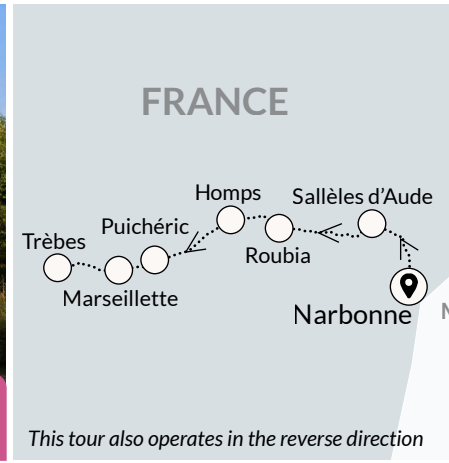 FRANCE
Homps
Sallèles d'Aude
Puichéric
Trèbes
Roubia
Marseillette
Narbonne
M
This tour also operates in the reverse direction